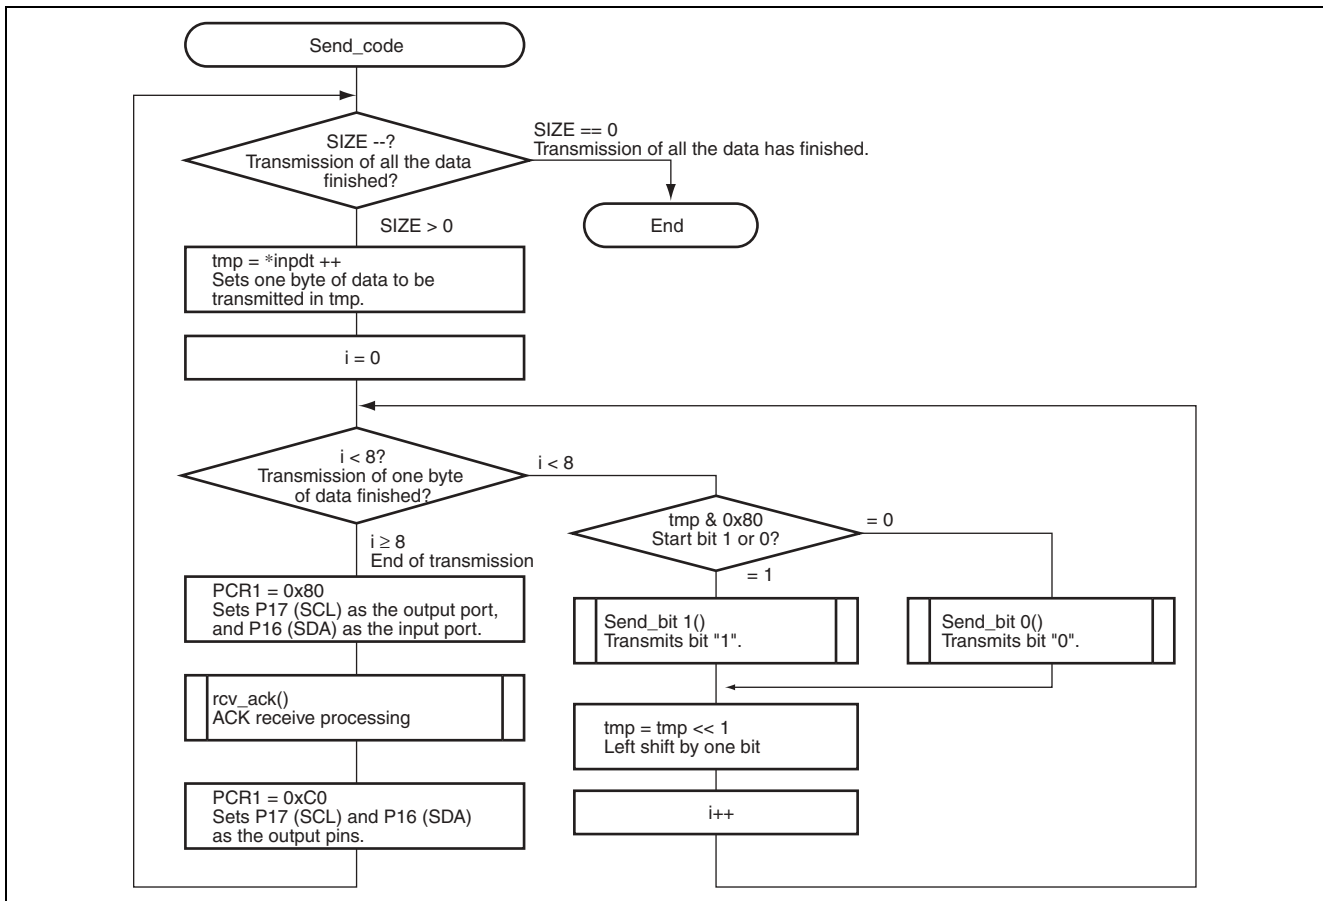 Send_code
SIZE --?
Transmission of all the data
finished?
SIZE == 0
Transmission of all the data has finished.
End
SIZE > 0
tmp = *inpdt ++
Sets one byte of data to be
transmitted in tmp.
i = 0
i < 8?
Transmission of one byte
of data finished?
i < 8
tmp & 0x80
Start bit 1 or 0?
= 0
= 1
i ≥ 8
End of transmission
PCR1 = 0x80
Sets P17 (SCL) as the output port,
and P16 (SDA) as the input port.
Send_bit 1()
Transmits bit "1".
Send_bit 0()
Transmits bit "0".
rcv_ack()
ACK receive processing
tmp = tmp << 1
Left shift by one bit
PCR1 = 0xC0
Sets P17 (SCL) and P16 (SDA)
as the output pins.
i++